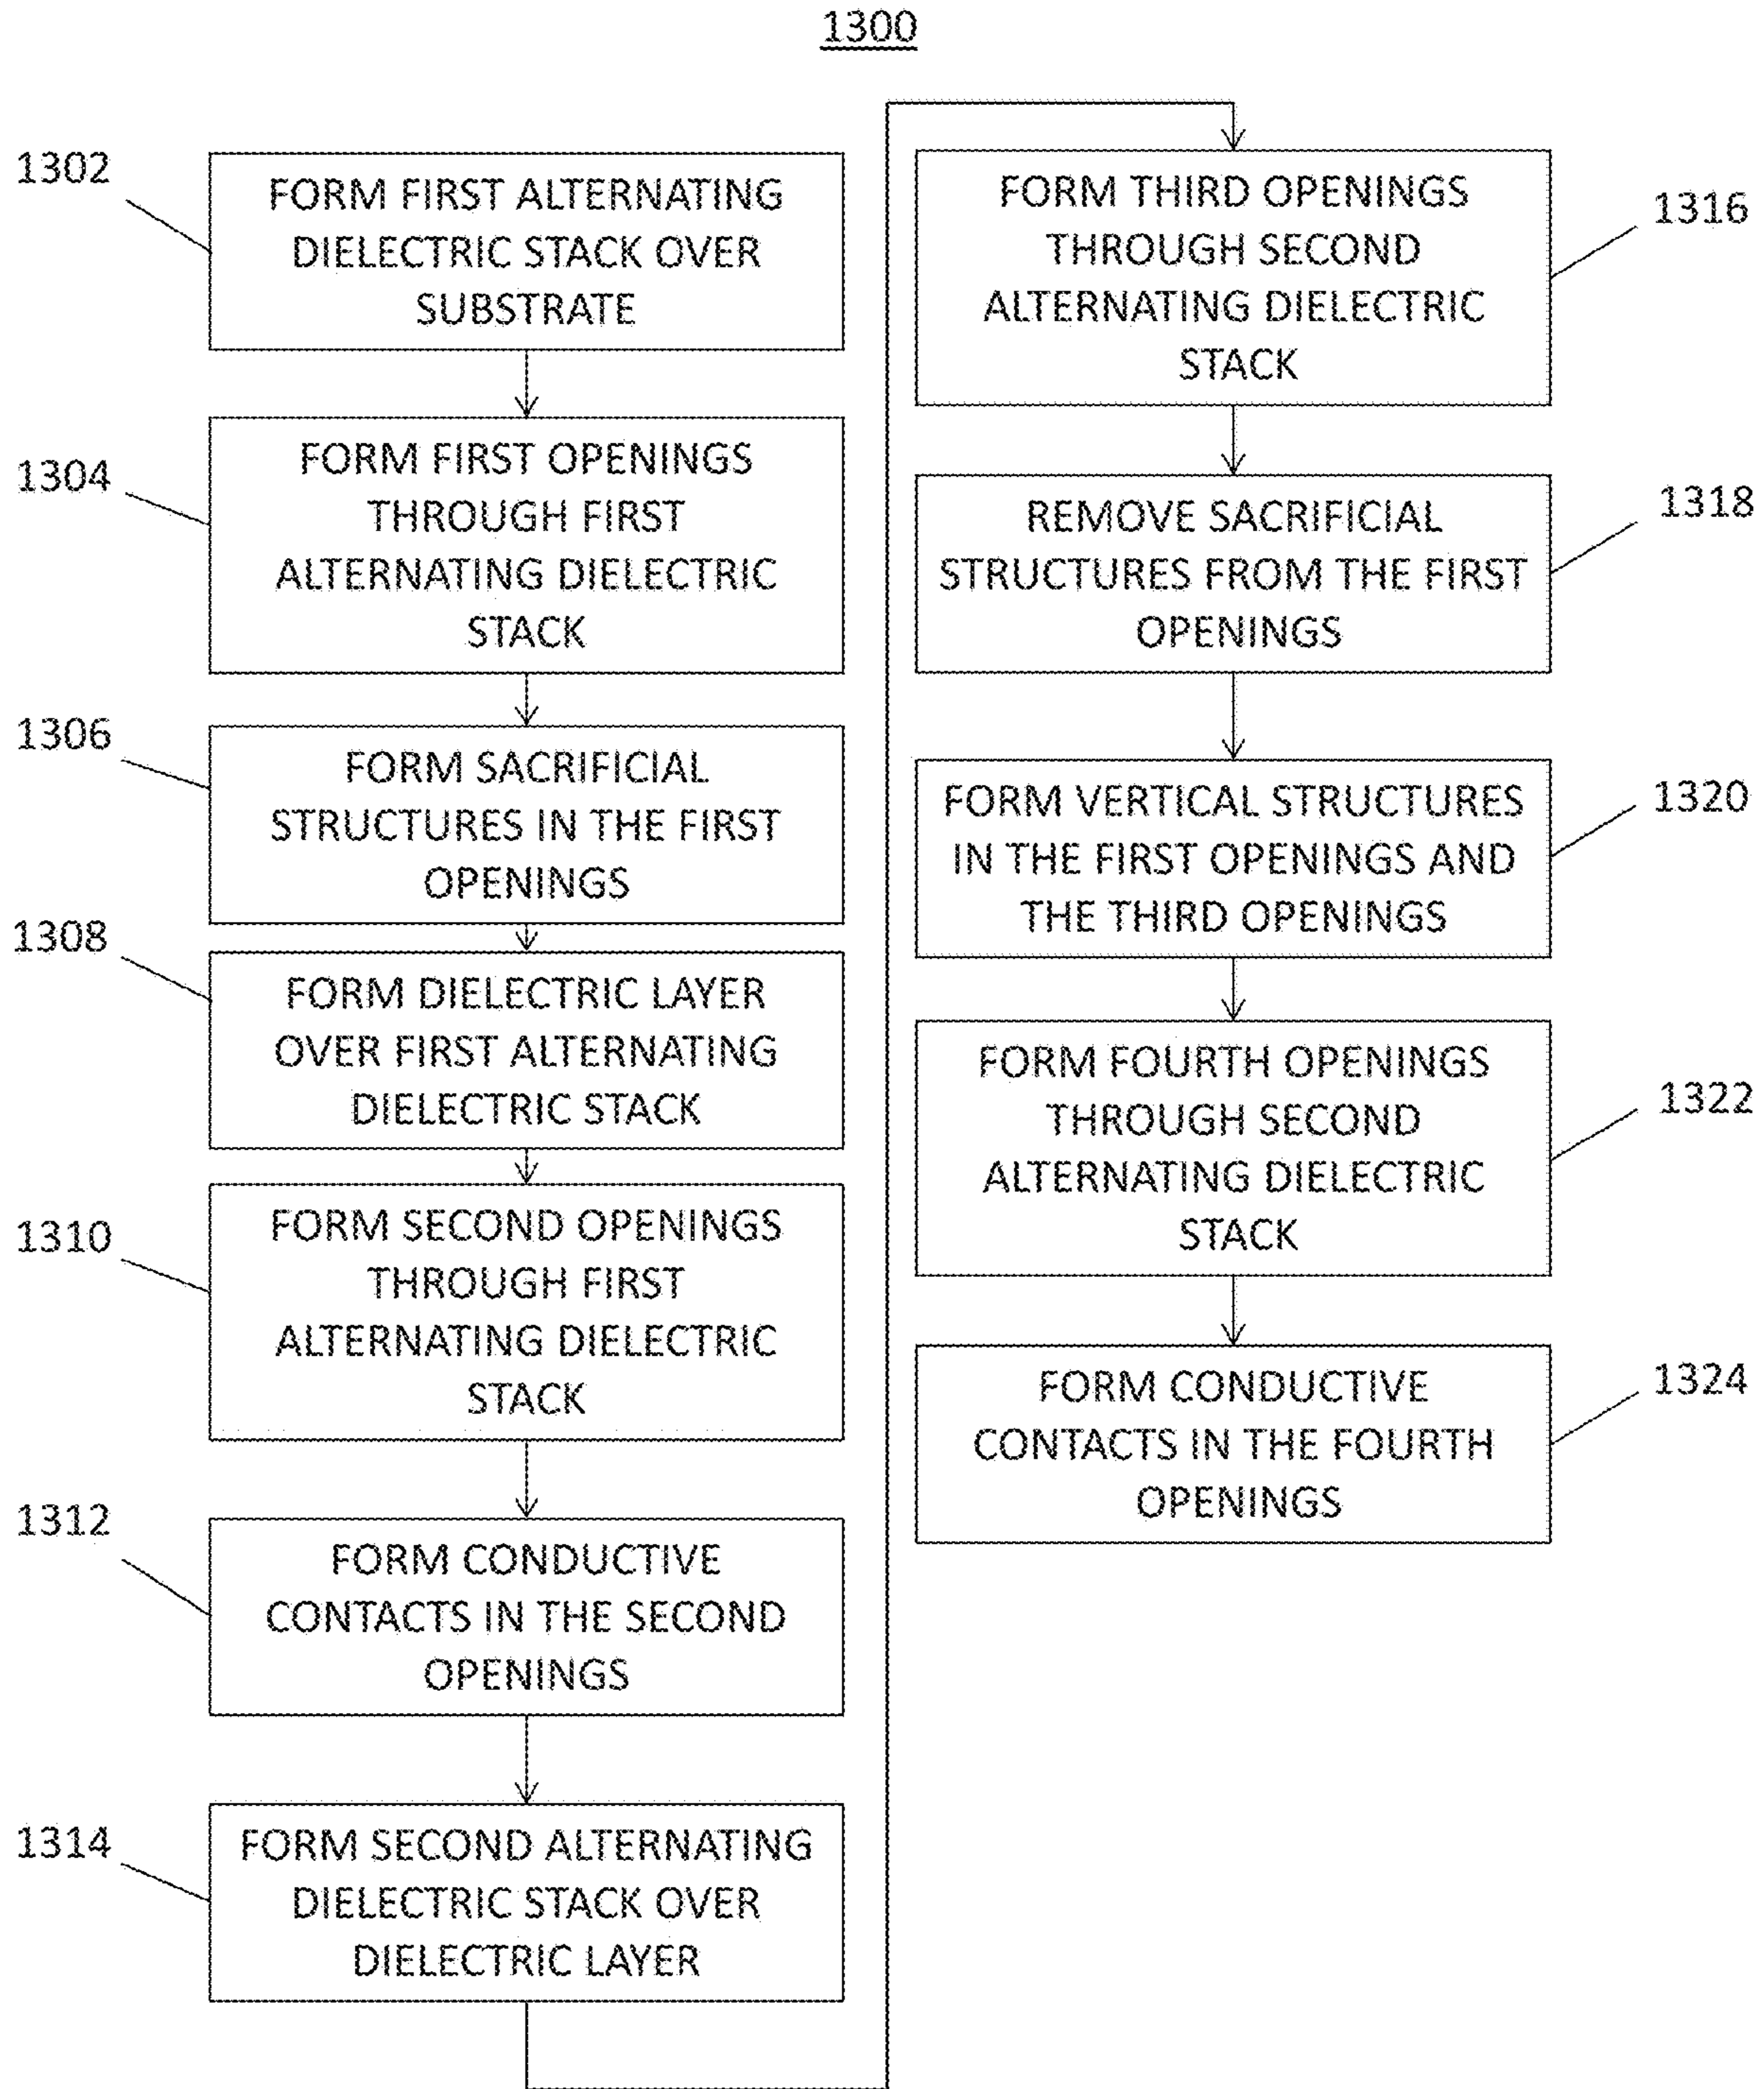 1300
1302
FORM FIRST ALTERNATING
DIELECTRIC STACK OVER
SUBSTRATE
1304
FORM FIRST OPENINGS
THROUGH FIRST
ALTERNATING DIELECTRIC
STACK
1306
FORM SACRIFICIAL
STRUCTURES IN THE FIRST
OPENINGS
1308
FORM DIELECTRIC LAYER
OVER FIRST ALTERNATING
DIELECTRIC STACK
1310
FORM SECOND OPENINGS
THROUGH FIRST
ALTERNATING DIELECTRIC
STACK
1312
FORM CONDUCTIVE
CONTACTS IN THE SECOND
OPENINGS
1314
FORM SECOND ALTERNATING
DIELECTRIC STACK OVER
DIELECTRIC LAYER
FORM THIRD OPENINGS
THROUGH SECOND
ALTERNATING DIELECTRIC
STACK
1316
REMOVE SACRIFICIAL
STRUCTURES FROM THE FIRST
OPENINGS
1318
FORM VERTICAL STRUCTURES
IN THE FIRST OPENINGS AND
THE THIRD OPENINGS
1320
FORM FOURTH OPENINGS
THROUGH SECOND
ALTERNATING DIELECTRIC
STACK
1322
FORM CONDUCTIVE
CONTACTS IN THE FOURTH
OPENINGS
1324